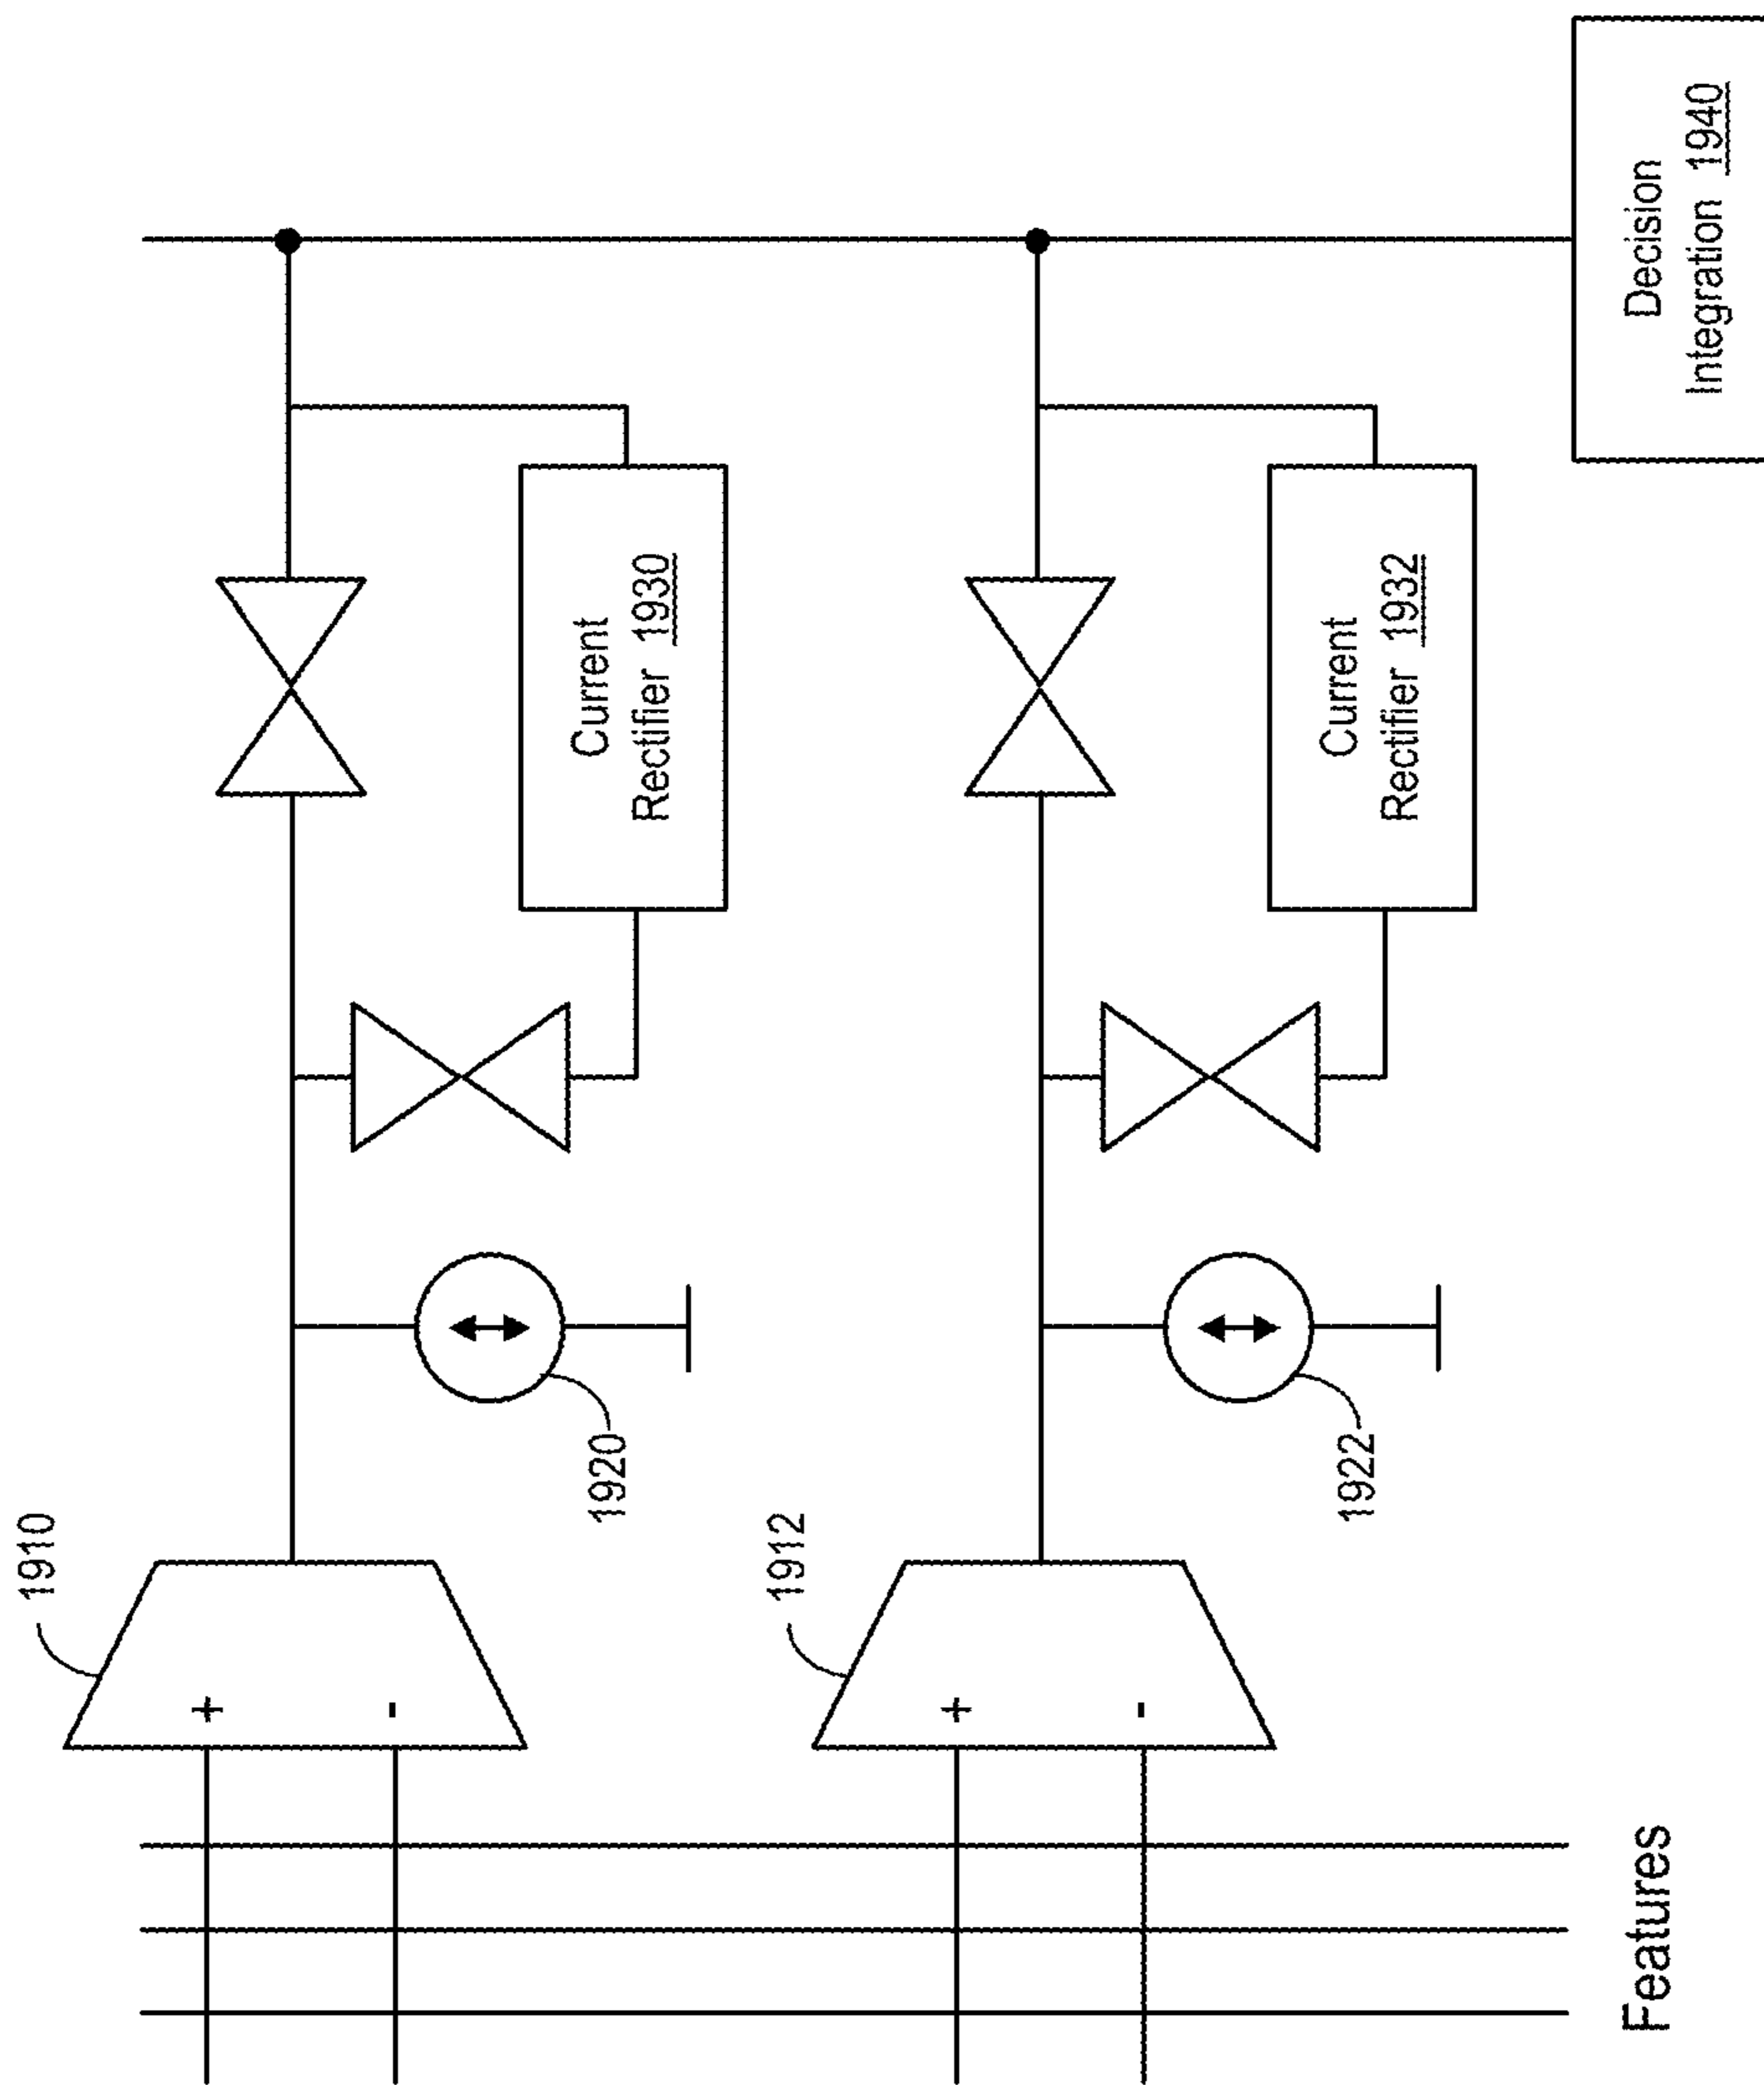 1910
+
-
1920
Current
Rectifier 1930
1912
+
-
1922
Current
Rectifier 1932
Features
Decision
Integration 1940